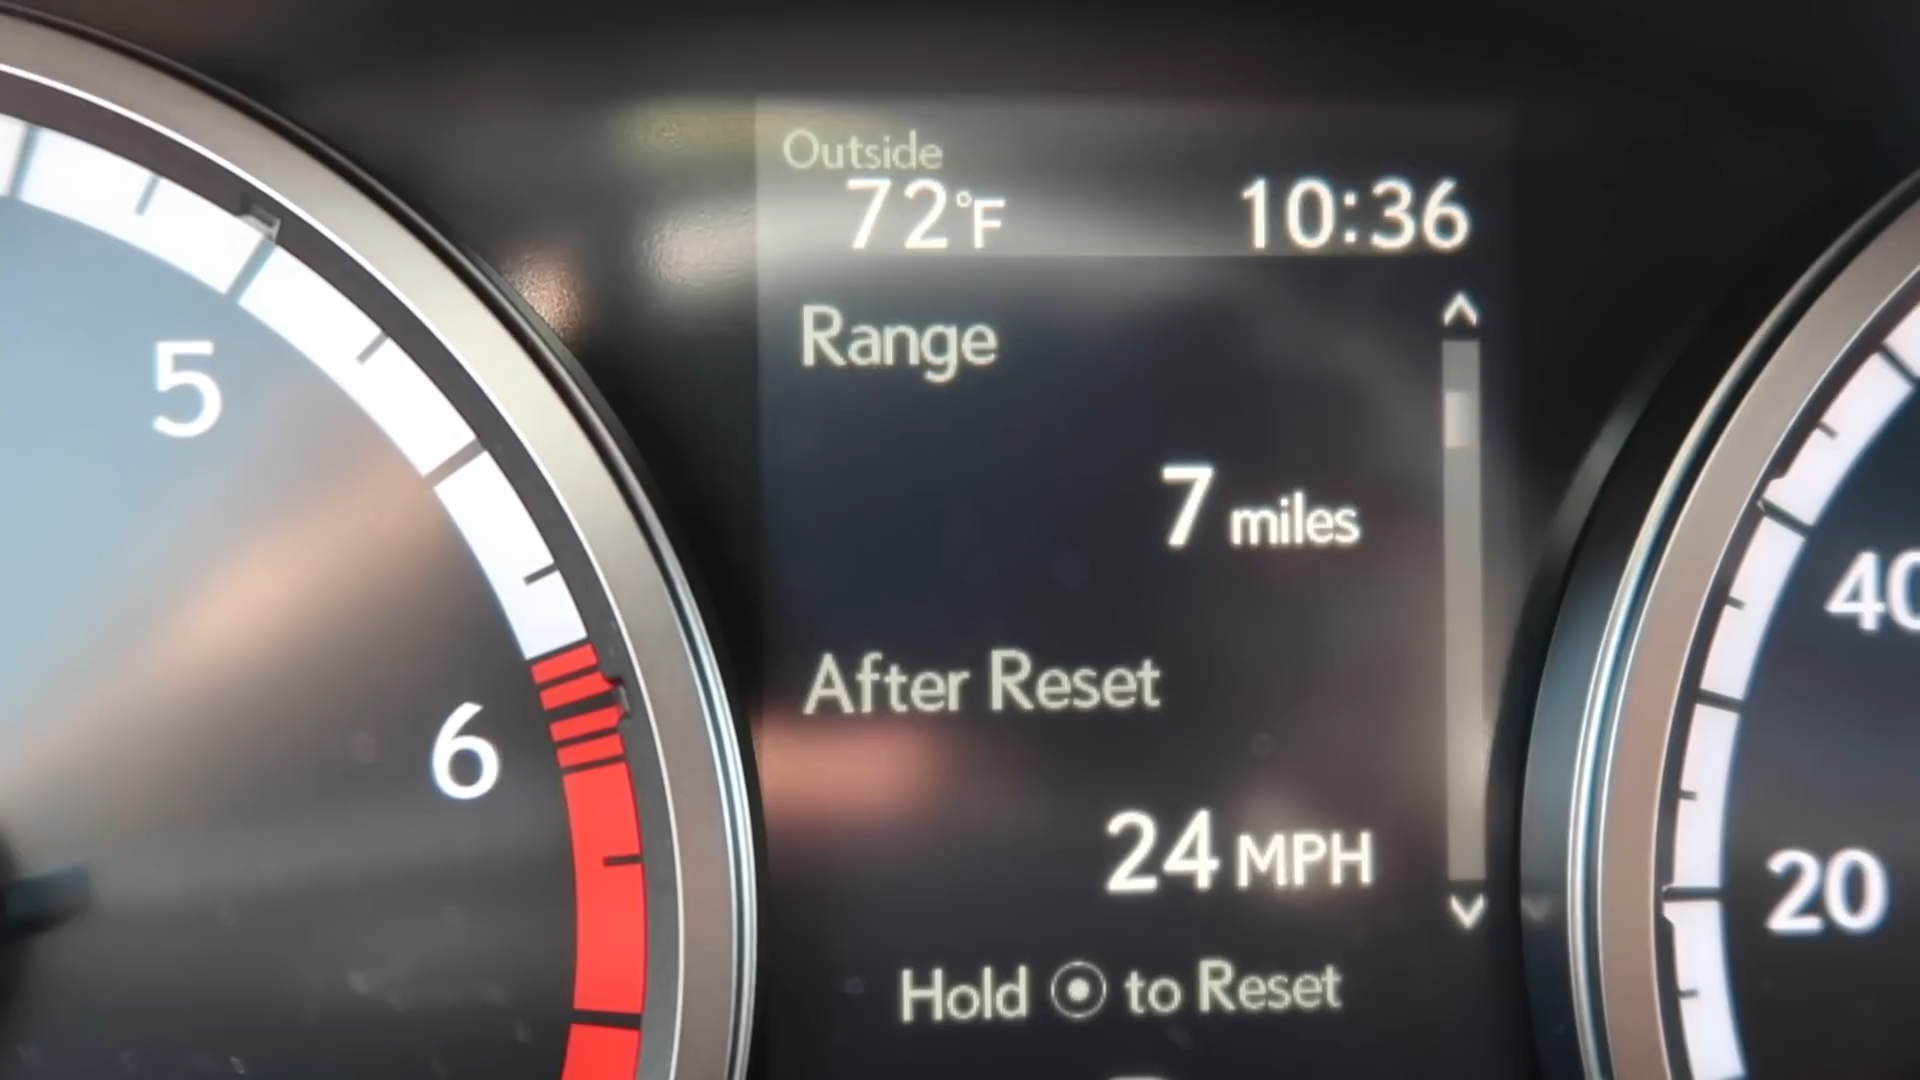 Outside
72°F 10:36
Range
7 miles
After Reset
24 MPH
Hold ⦿ to Reset
5
6
40
20